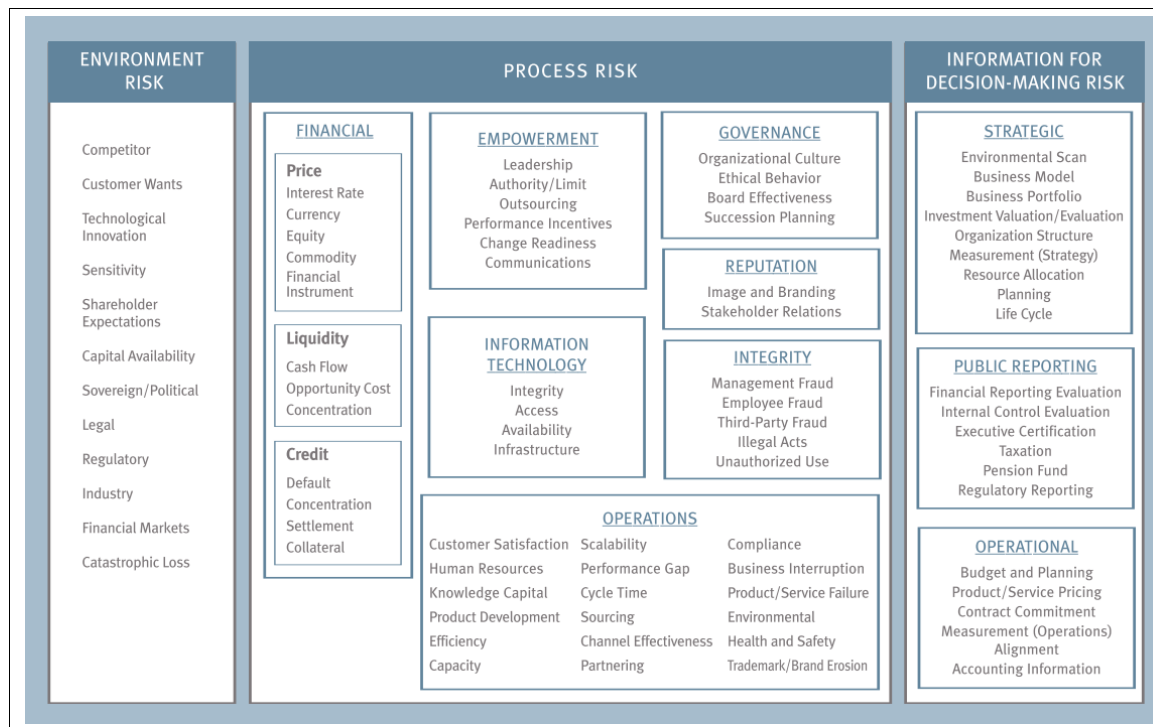 ENVIRONMENT
RISK
Competitor
Customer Wants
Technological
Innovation
Sensitivity
Shareholder
Expectations
Capital Availability
Sovereign/Political
Legal
Regulatory
Industry
Financial Markets
Catastrophic Loss
PROCESS RISK
FINANCIAL
Price
Interest Rate
Currency
Equity
Commodity
Financial
Instrument
Liquidity
Cash Flow
Opportunity Cost
Concentration
Credit
Default
Concentration
Settlement
Collateral
EMPOWERMENT
Leadership
Authority/Limit
Outsourcing
Performance Incentives
Change Readiness
Communications
INFORMATION
TECHNOLOGY
Integrity
Access
Availability
Infrastructure
GOVERNANCE
Organizational Culture
Ethical Behavior
Board Effectiveness
Succession Planning
REPUTATION
Image and Branding
Stakeholder Relations
INTEGRITY
Management Fraud
Employee Fraud
Third-Party Fraud
Illegal Acts
Unauthorized Use
OPERATIONS
Customer Satisfaction
Human Resources
Knowledge Capital
Product Development
Efficiency
Capacity
Scalability
Performance Gap
Cycle Time
Sourcing
Channel Effectiveness
Partnering
Compliance
Business Interruption
Product/Service Failure
Environmental
Health and Safety
Trademark/Brand Erosion
INFORMATION FOR
DECISION-MAKING RISK
STRATEGIC
Environmental Scan
Business Model
Business Portfolio
Investment Valuation/Evaluation
Organization Structure
Measurement (Strategy)
Resource Allocation
Planning
Life Cycle
PUBLIC REPORTING
Financial Reporting Evaluation
Internal Control Evaluation
Executive Certification
Taxation
Pension Fund
Regulatory Reporting
OPERATIONAL
Budget and Planning
Product/Service Pricing
Contract Commitment
Measurement (Operations)
Alignment
Accounting Information